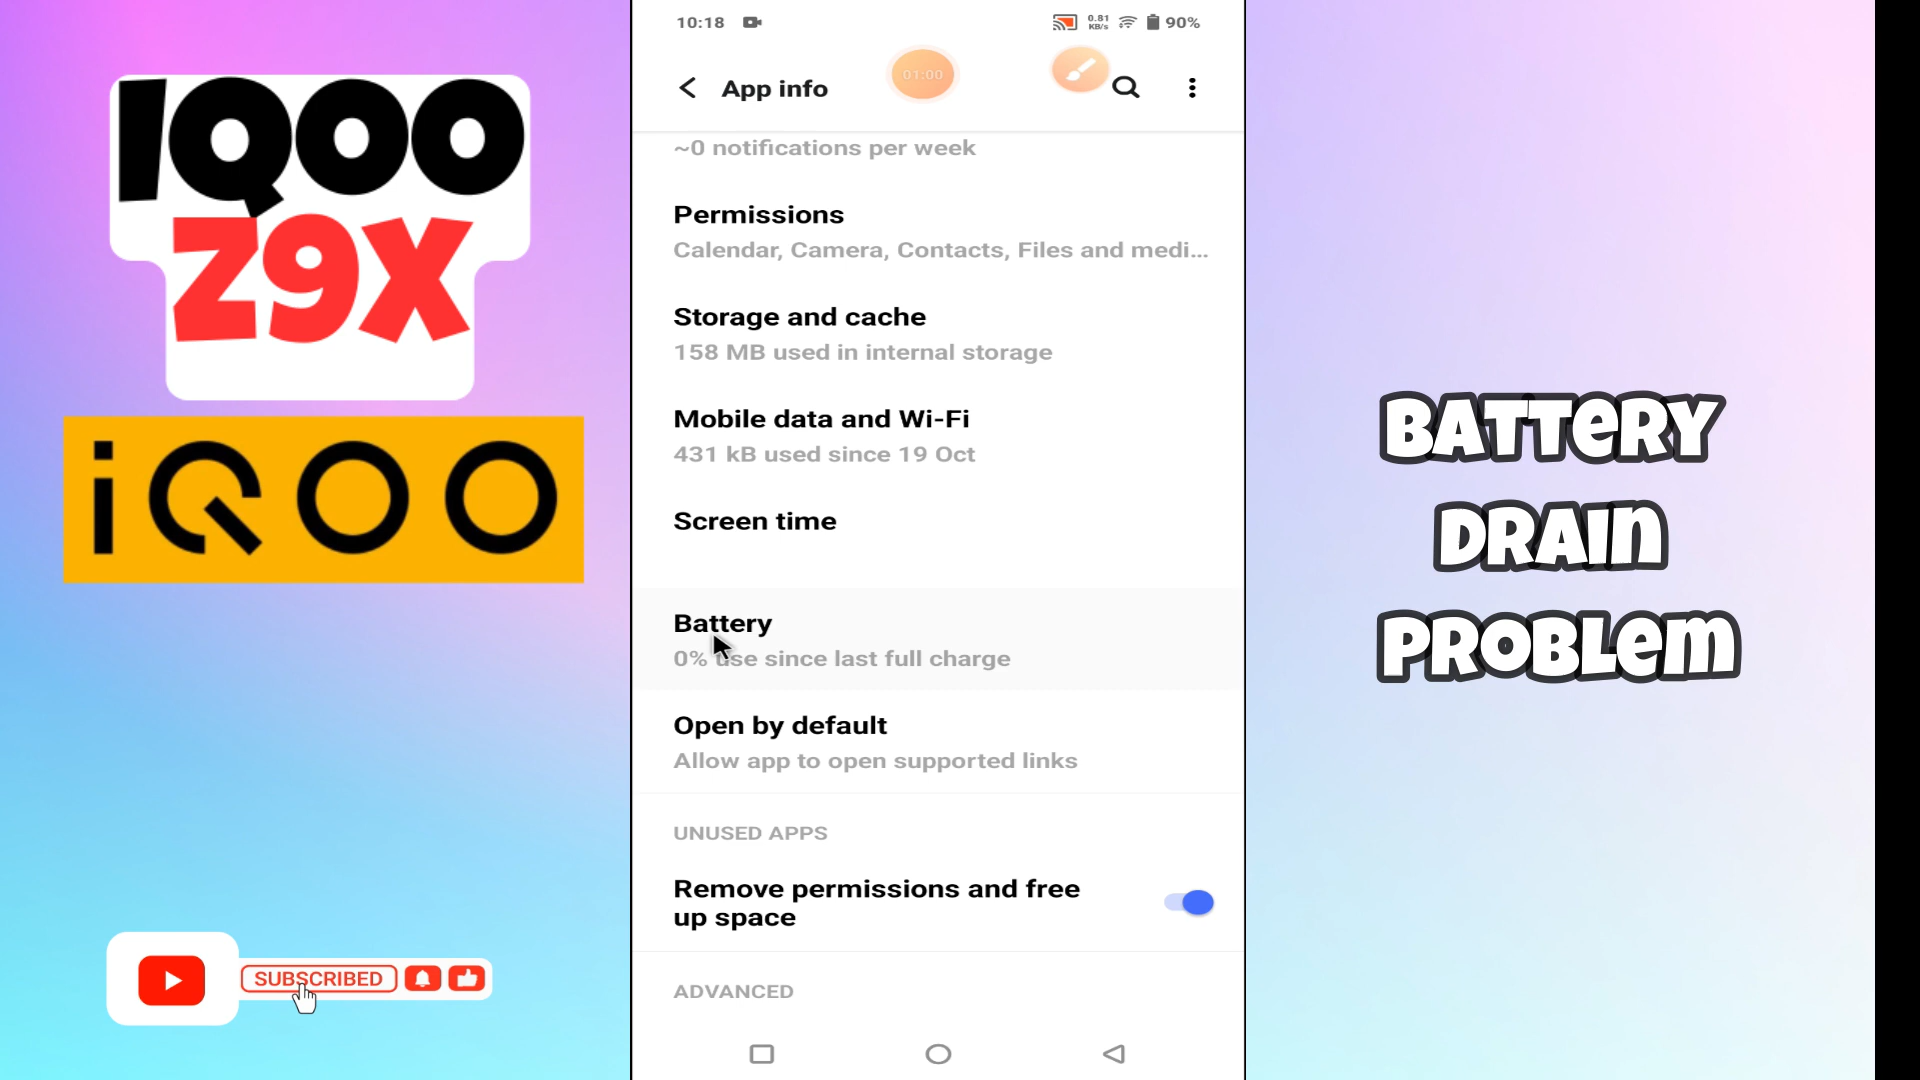 IQOO
Z9X
iQOO
SUBSCRIBED
10:18
0.81
KB/s
90%
App info
01:00
~0 notifications per week
Permissions
Calendar, Camera, Contacts, Files and medi...
Storage and cache
158 MB used in internal storage
Mobile data and Wi-Fi
431 kB used since 19 Oct
Screen time
Battery
0% use since last full charge
Open by default
Allow app to open supported links
UNUSED APPS
Remove permissions and free
up space
ADVANCED
BATTERY
DRAIN
PROBLEM